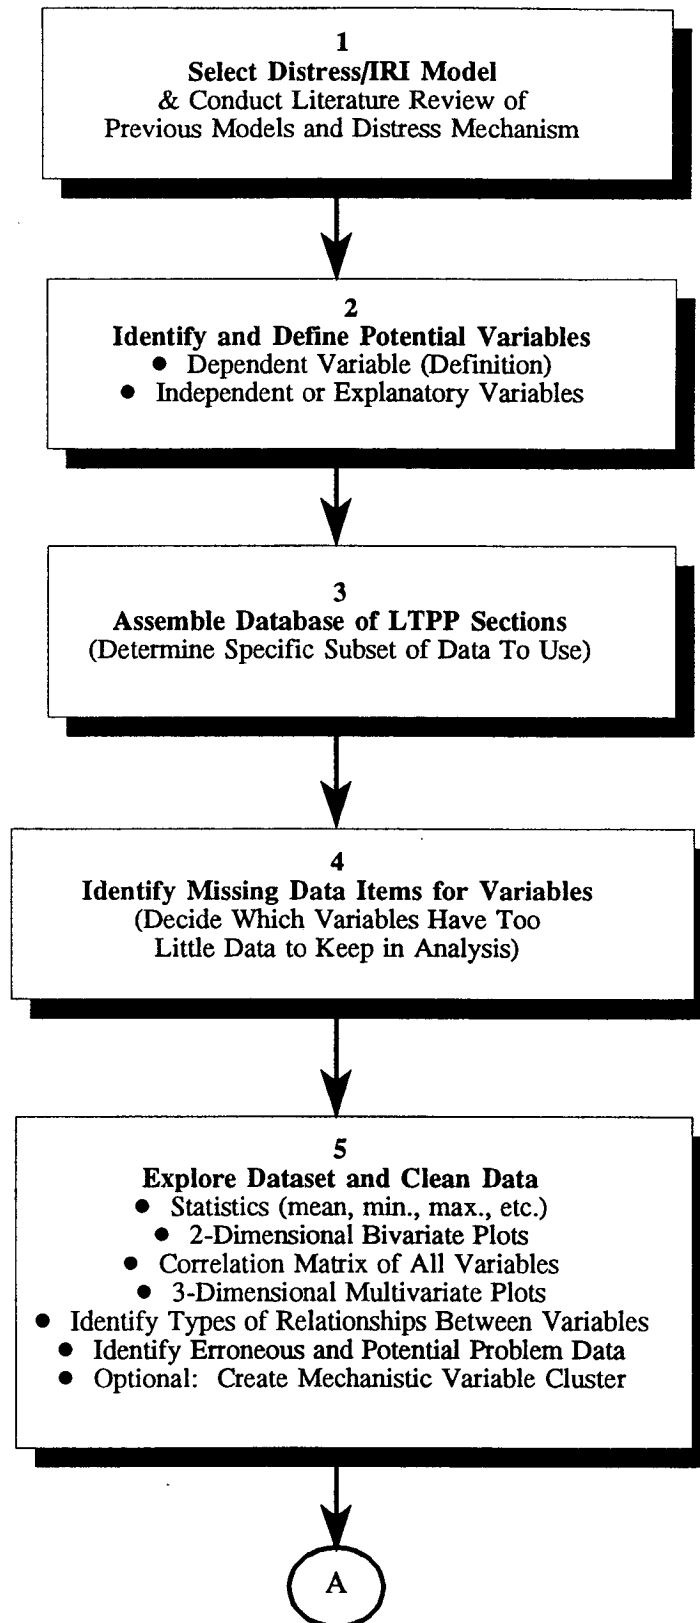 1
Select Distress/IRI Model
& Conduct Literature Review of
Previous Models and Distress Mechanism
2
Identify and Define Potential Variables
● Dependent Variable (Definition)
● Independent or Explanatory Variables
3
Assemble Database of LTPP Sections
(Determine Specific Subset of Data To Use)
4
Identify Missing Data Items for Variables
(Decide Which Variables Have Too
Little Data to Keep in Analysis)
5
Explore Dataset and Clean Data
● Statistics (mean, min., max., etc.)
● 2-Dimensional Bivariate Plots
● Correlation Matrix of All Variables
● 3-Dimensional Multivariate Plots
● Identify Types of Relationships Between Variables
● Identify Erroneous and Potential Problem Data
● Optional: Create Mechanistic Variable Cluster
A